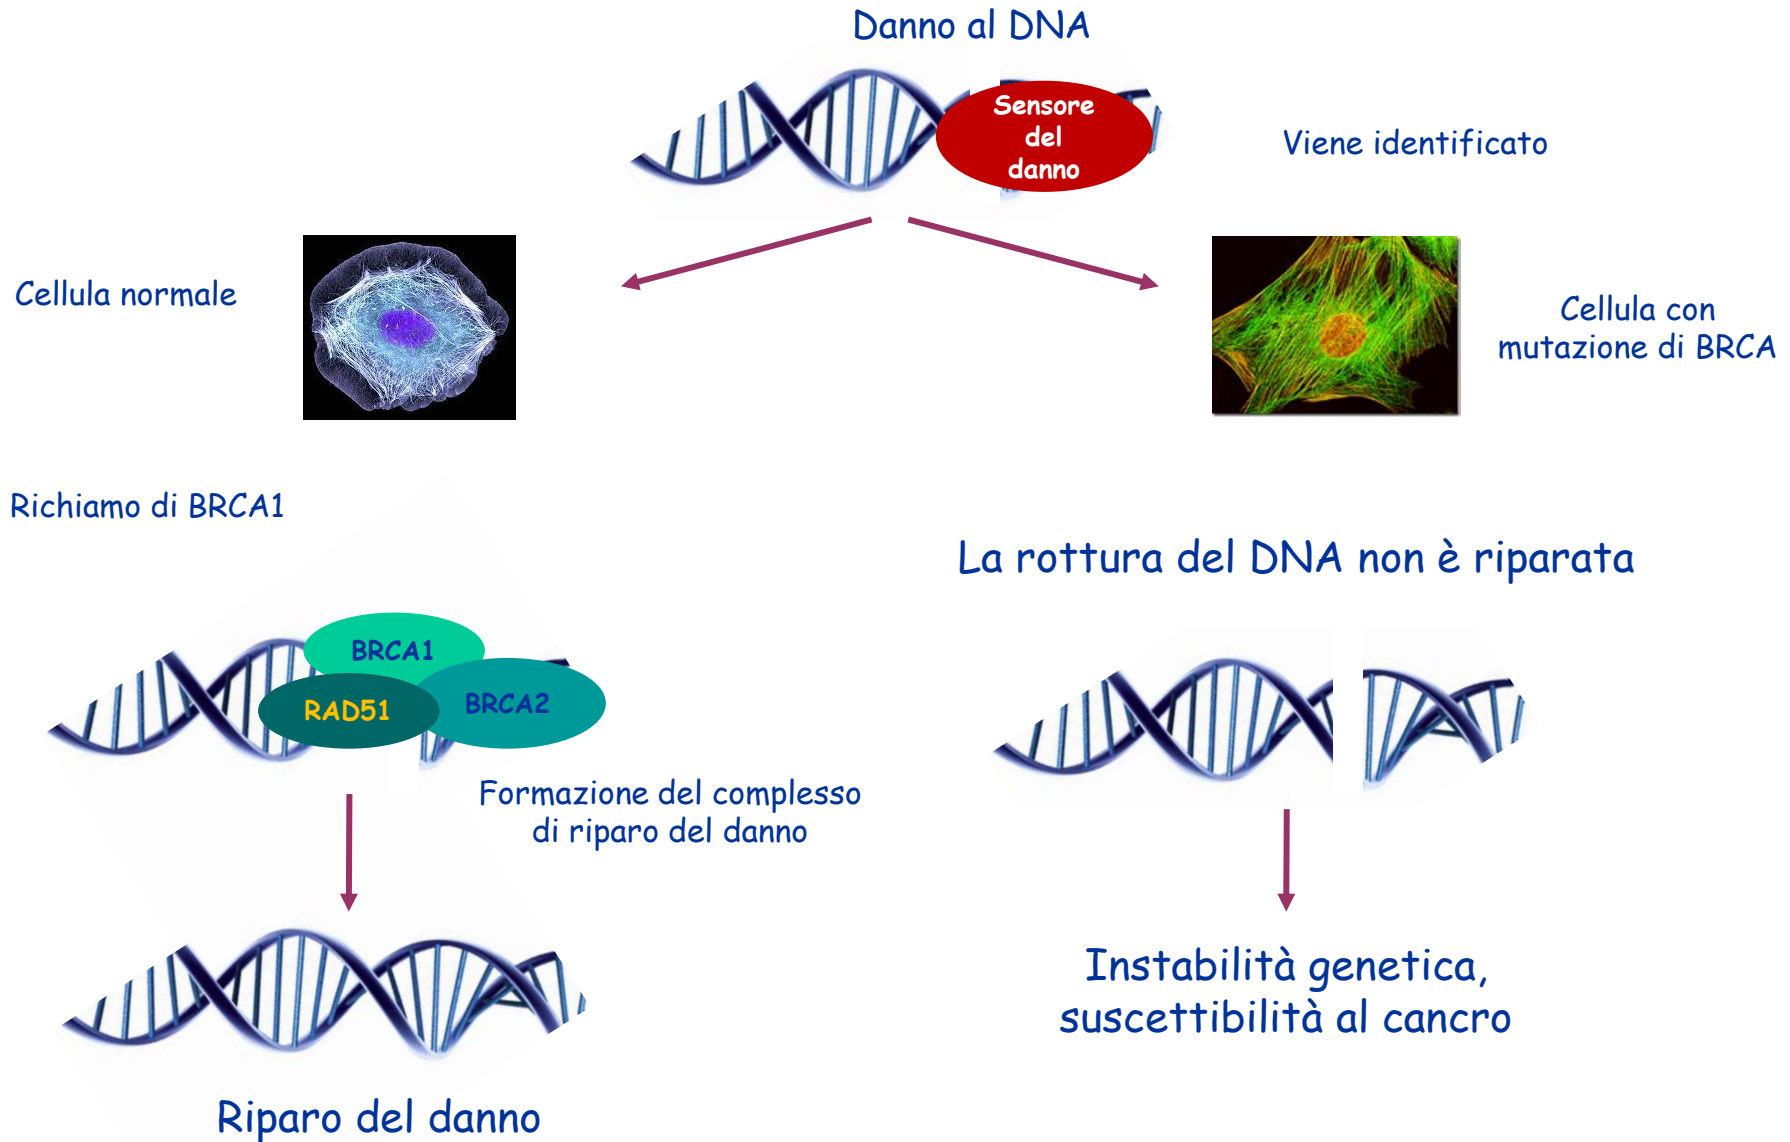 Danno al DNA
Sensore
del
danno
Viene identificato
Cellula normale
Cellula con
mutazione di BRCA
Richiamo di BRCA1
La rottura del DNA non è riparata
BRCA1
BRCA2
RAD51
Formazione del complesso
di riparo del danno
Instabilità genetica,
suscettibilità al cancro
Riparo del danno